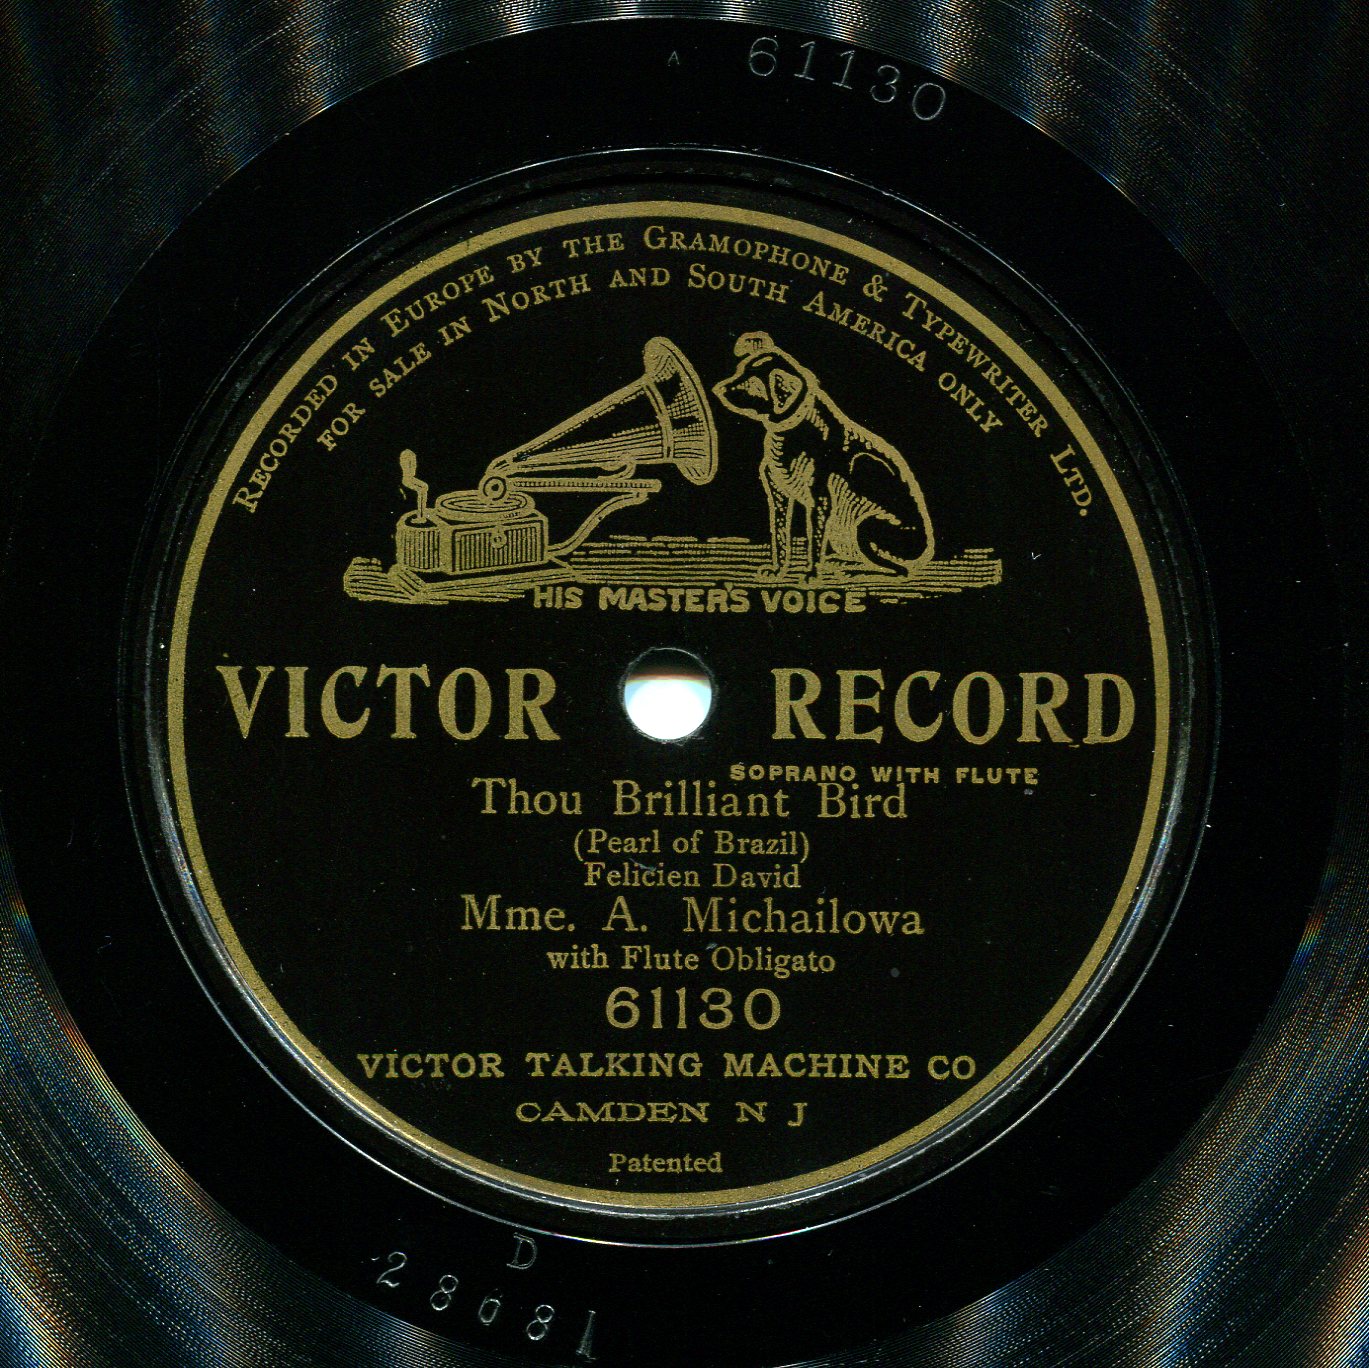 61130
RECORDED IN EUROPE BY THE GRAMOPHONE & TYPEWRITER LTD.
FOR SALE IN NORTH AND SOUTH AMERICA ONLY
HIS MASTER'S VOICE
VICTOR RECORD
SOPRANO WITH FLUTE
Thou Brilliant Bird
(Pearl of Brazil)
Felicien David
Mme. A. Michailowa
with Flute Obligato
61130
VICTOR TALKING MACHINE CO
CAMDEN N J
Patented
D